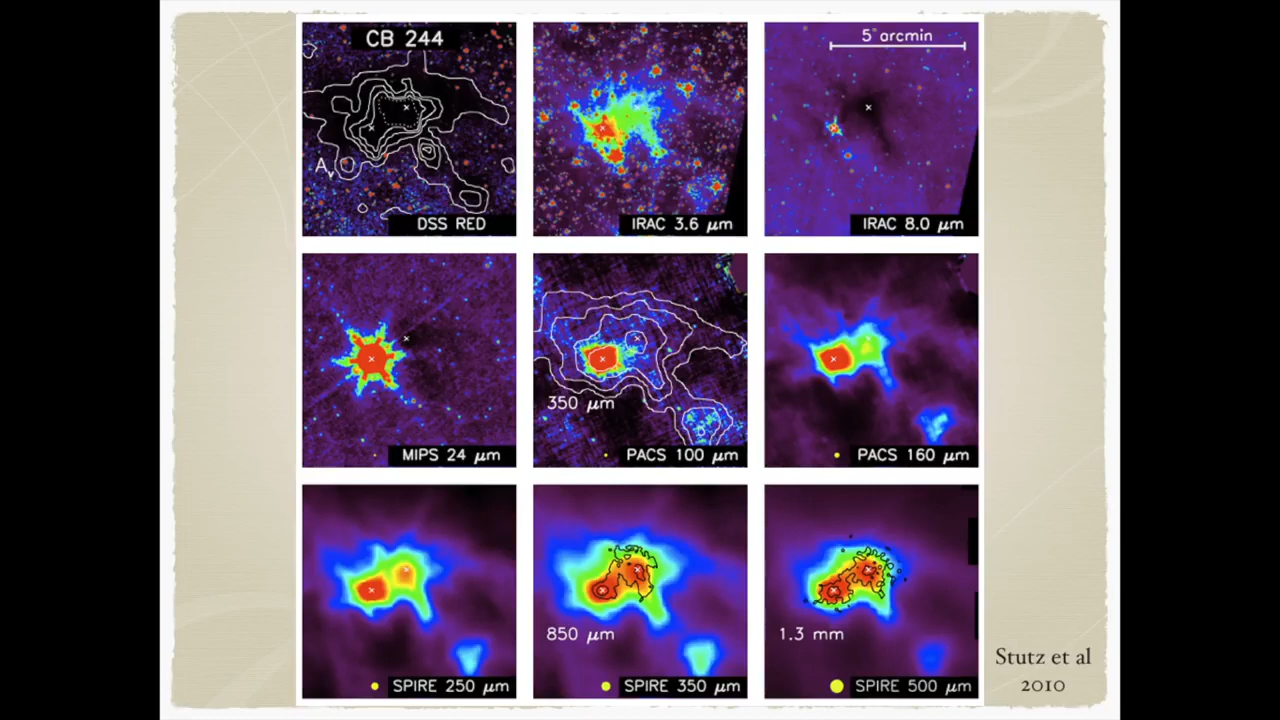 CB 244
Av
DSS RED
IRAC 3.6 μm
5 arcmin
IRAC 8.0 μm
MIPS 24 μm
350 μm
PACS 100 μm
PACS 160 μm
SPIRE 250 μm
850 μm
SPIRE 350 μm
1.3 mm
SPIRE 500 μm
Stutz et al
2010